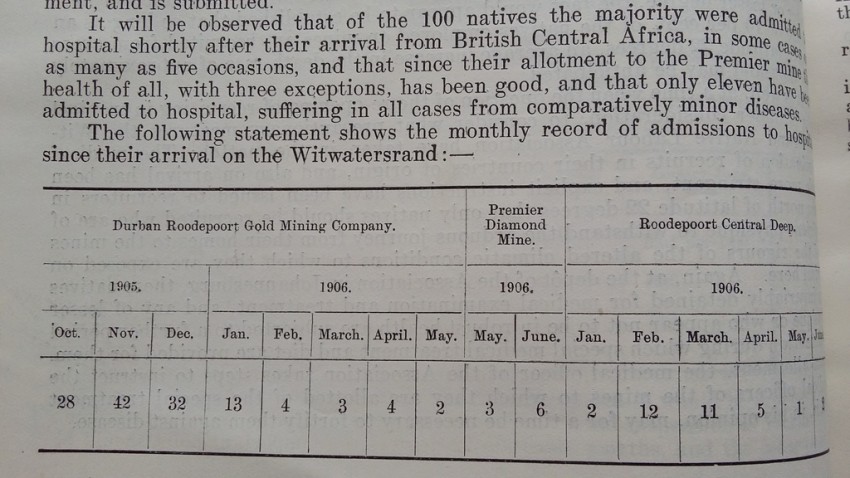 ment, and is submitted.
It will be observed that of the 100 natives the majority were admitted
hospital shortly after their arrival from British Central Africa, in some cases
as many as five occasions, and that since their allotment to the Premier mine
health of all, with three exceptions, has been good, and that only eleven have
admitted to hospital, suffering in all cases from comparatively minor diseases.
The following statement shows the monthly record of admissions to
since their arrival on the Witwatersrand :—
Durban Roodepoort Gold Mining Company. Premier Diamond Mine. Roodepoort Central Deep.
1905. 1906. 1906. 1906.
Oct. Nov. Dec. Jan. Feb. March. April. May. May. June. Jan. Feb. March. April. May.
28 42 32 13 4 3 4 2 3 6 2 12 11 5 1